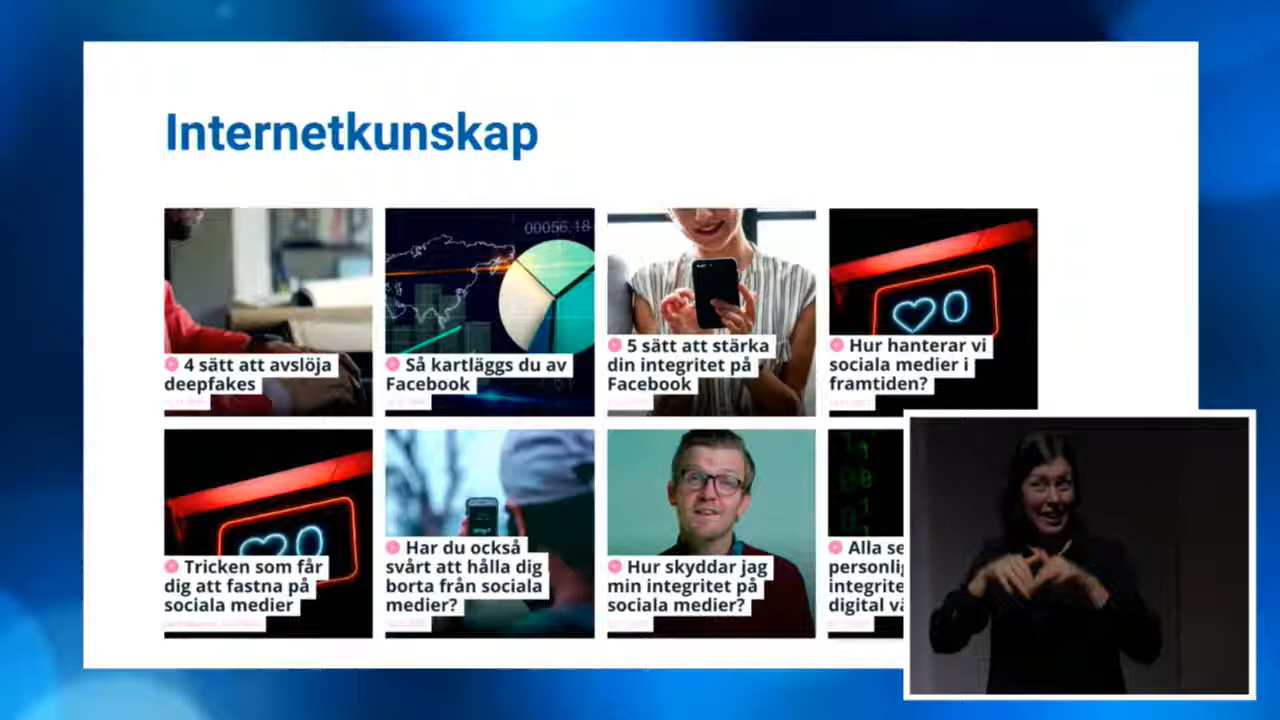 Internetkunskap
00056.18
4 sätt att avslöja
deepfakes
Så kartläggs du av
Facebook
5 sätt att stärka
din integritet på
Facebook
Hur hanterar vi
sociala medier i
framtiden?
Tricken som får
dig att fastna på
sociala medier
Har du också
svårt att hålla dig
borta från sociala
medier?
Hur skyddar jag
min integritet på
sociala medier?
Alla se
personlig
integrite
digital vä